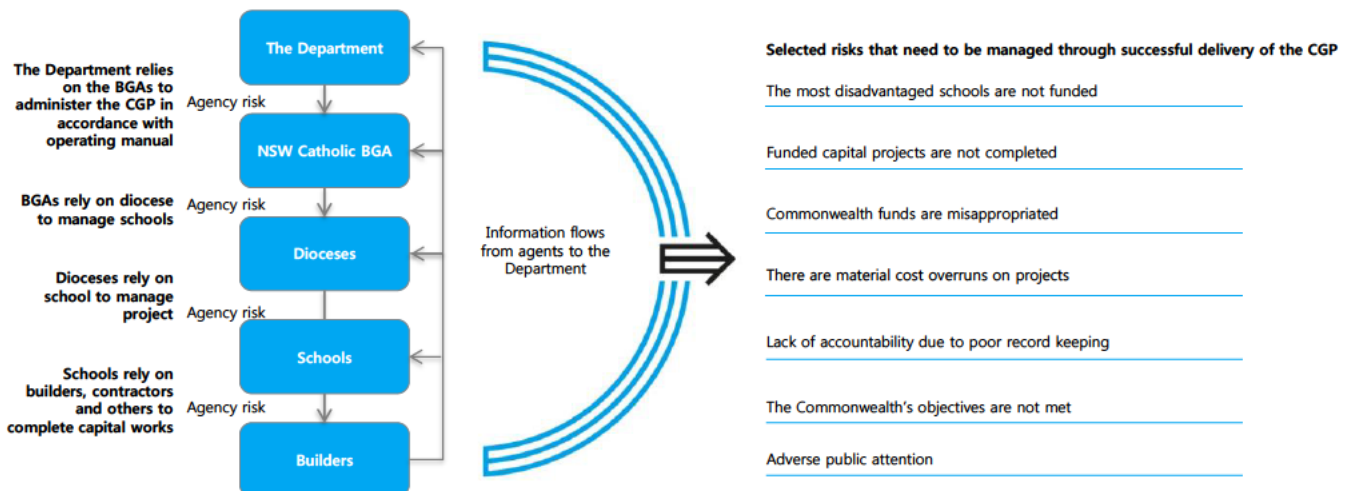 The Department relies
on the BGAs to
administer the CGP in
accordance with
operating manual
BGAs rely on diocese
to manage schools
Dioceses rely on
school to manage
project
Schools rely on
builders, contractors
and others to
complete capital works
The Department
Agency risk
NSW Catholic BGA
Agency risk
Dioceses
Agency risk
Schools
Agency risk
Builders
Information flows
from agents to the
Department
Selected risks that need to be managed through successful delivery of the CGP
The most disadvantaged schools are not funded
Funded capital projects are not completed
Commonwealth funds are misappropriated
There are material cost overruns on projects
Lack of accountability due to poor record keeping
The Commonwealth's objectives are not met
Adverse public attention